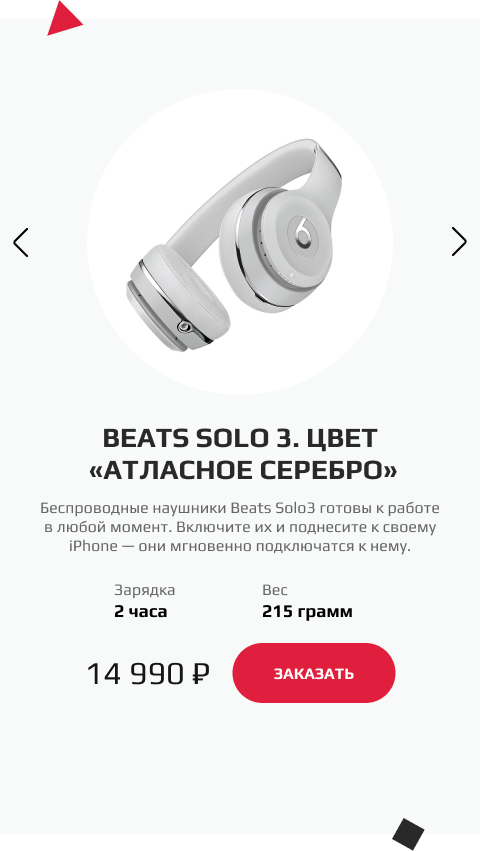 BEATS SOLO 3. ЦВЕТ
«АТЛАСНОЕ СЕРЕБРО»
Беспроводные наушники Beats Solo3 готовы к работе
в любой момент. Включите их и поднесите к своему
iPhone — они мгновенно подключатся к нему.
Зарядка Вес
2 часа 215 грамм
14 990 ₽ ЗАКАЗАТЬ